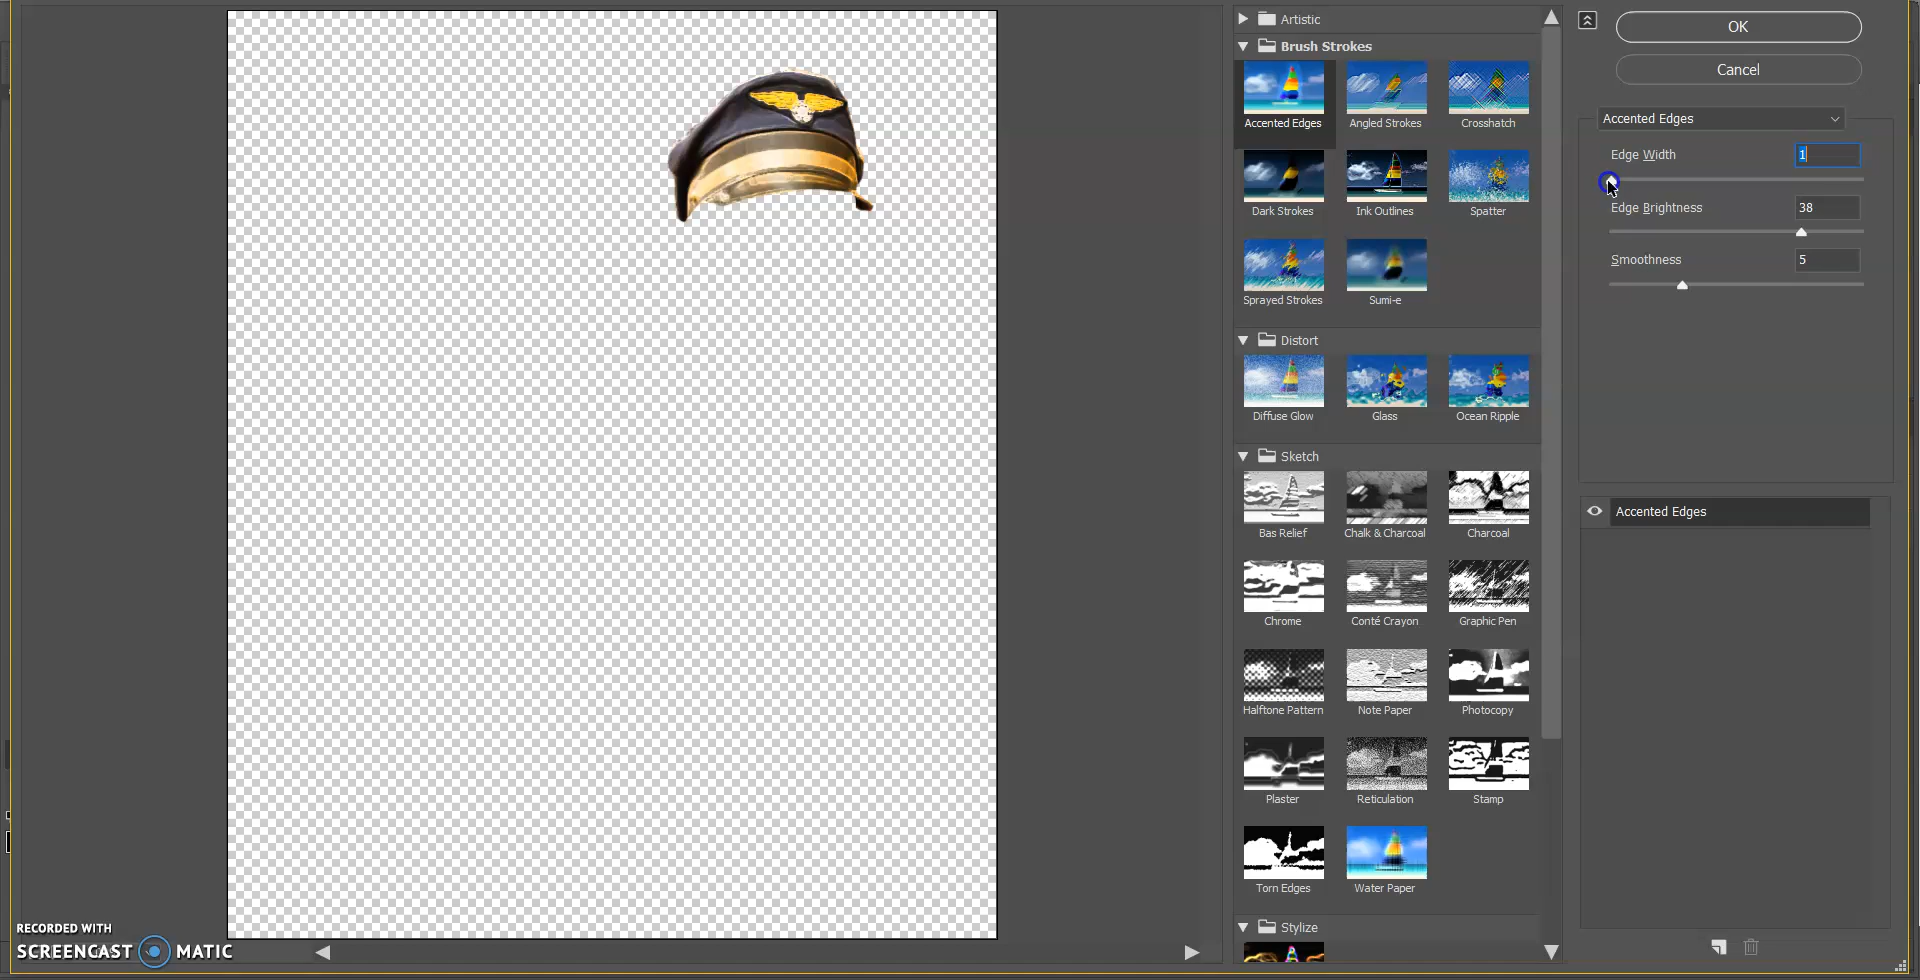 Artistic
Brush Strokes
Accented Edges
Angled Strokes
Crosshatch
Dark Strokes
Ink Outlines
Spatter
Sprayed Strokes
Sumi-e
Distort
Diffuse Glow
Glass
Ocean Ripple
Sketch
Bas Relief
Chalk & Charcoal
Charcoal
Chrome
Conté Crayon
Graphic Pen
Halftone Pattern
Note Paper
Photocopy
Plaster
Reticulation
Stamp
Torn Edges
Water Paper
Stylize
OK
Cancel
Accented Edges
Edge Width 1
Edge Brightness 38
Smoothness 5
Accented Edges
RECORDED WITH
SCREENCAST MATIC